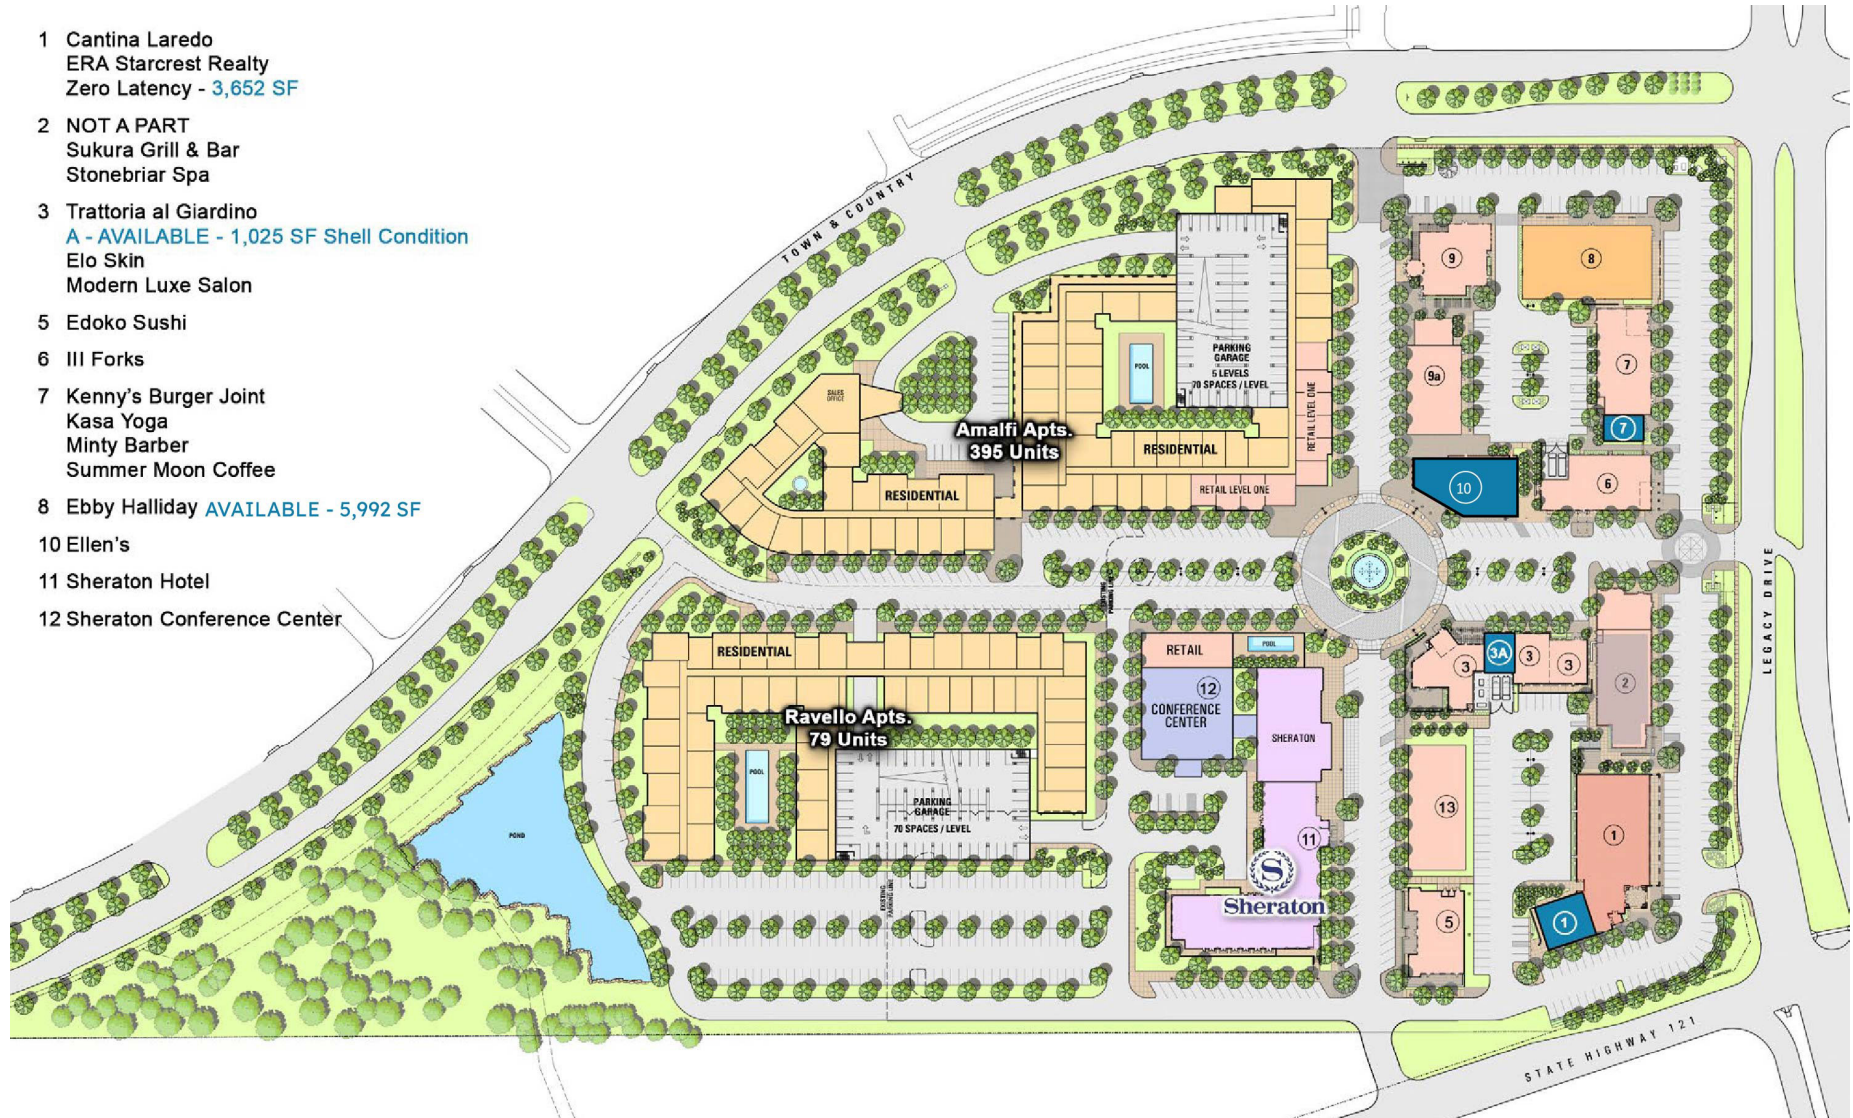 1 Cantina Laredo
ERA Starcrest Realty
Zero Latency - 3,652 SF
2 NOT A PART
Sukura Grill & Bar
Stonebriar Spa
3 Trattoria al Giardino
A - AVAILABLE - 1,025 SF Shell Condition
Elo Skin
Modern Luxe Salon
5 Edoko Sushi
6 III Forks
7 Kenny's Burger Joint
Kasa Yoga
Minty Barber
Summer Moon Coffee
8 Ebby Halliday AVAILABLE - 5,992 SF
10 Ellen's
11 Sheraton Hotel
12 Sheraton Conference Center
TOWN & COUNTRY
SALES
OFFICE
POOL
PARKING
GARAGE
5 LEVELS
70 SPACES / LEVEL
RETAIL LEVEL ONE
Amalfi Apts.
395 Units
RESIDENTIAL
RETAIL LEVEL ONE
RESIDENTIAL
9
8
9a
7
7
10
6
EXISTING
PARKING LINE
LEGACY DRIVE
RESIDENTIAL
RETAIL
POOL
12
CONFERENCE
CENTER
SHERATON
3
3A
3
3
2
Ravello Apts.
79 Units
POOL
PARKING
GARAGE
70 SPACES / LEVEL
POND
13
1
11
S
Sheraton
5
1
EXISTING
PARKING LINE
STATE HIGHWAY 121